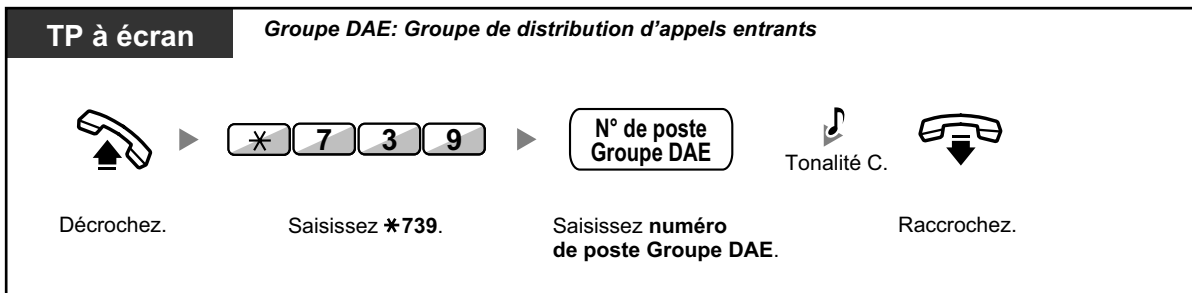 TP à écran
Groupe DAE: Groupe de distribution d’appels entrants
* 7 3 9
N° de poste
Groupe DAE
Tonalité C.
Décrochez.
Saisissez *739.
Saisissez numéro
de poste Groupe DAE.
Raccrochez.